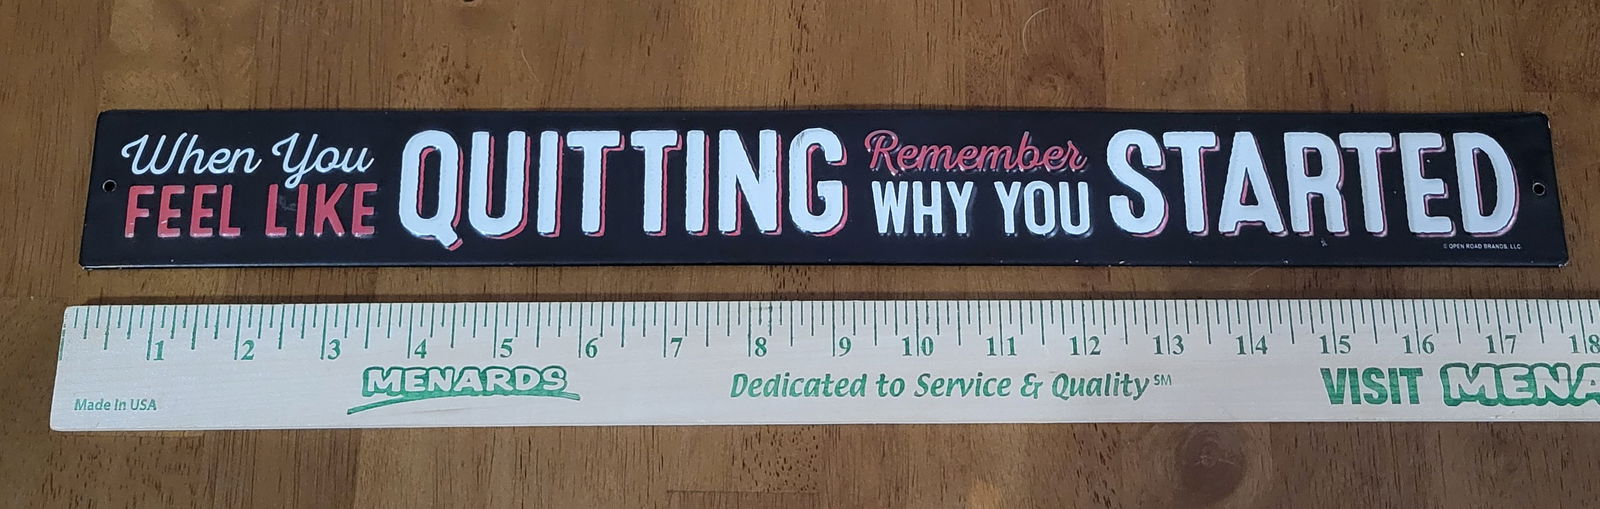 When You
FEEL LIKE
QUITTING
Remember
WHY YOU
STARTED
© OPEN ROAD BRANDS, LLC.
1 2 3 4 5 6 7 8 9 10 11 12 13 14 15 16 17 18
MENARDS Dedicated to Service & Quality℠ VISIT MENA
Made In USA